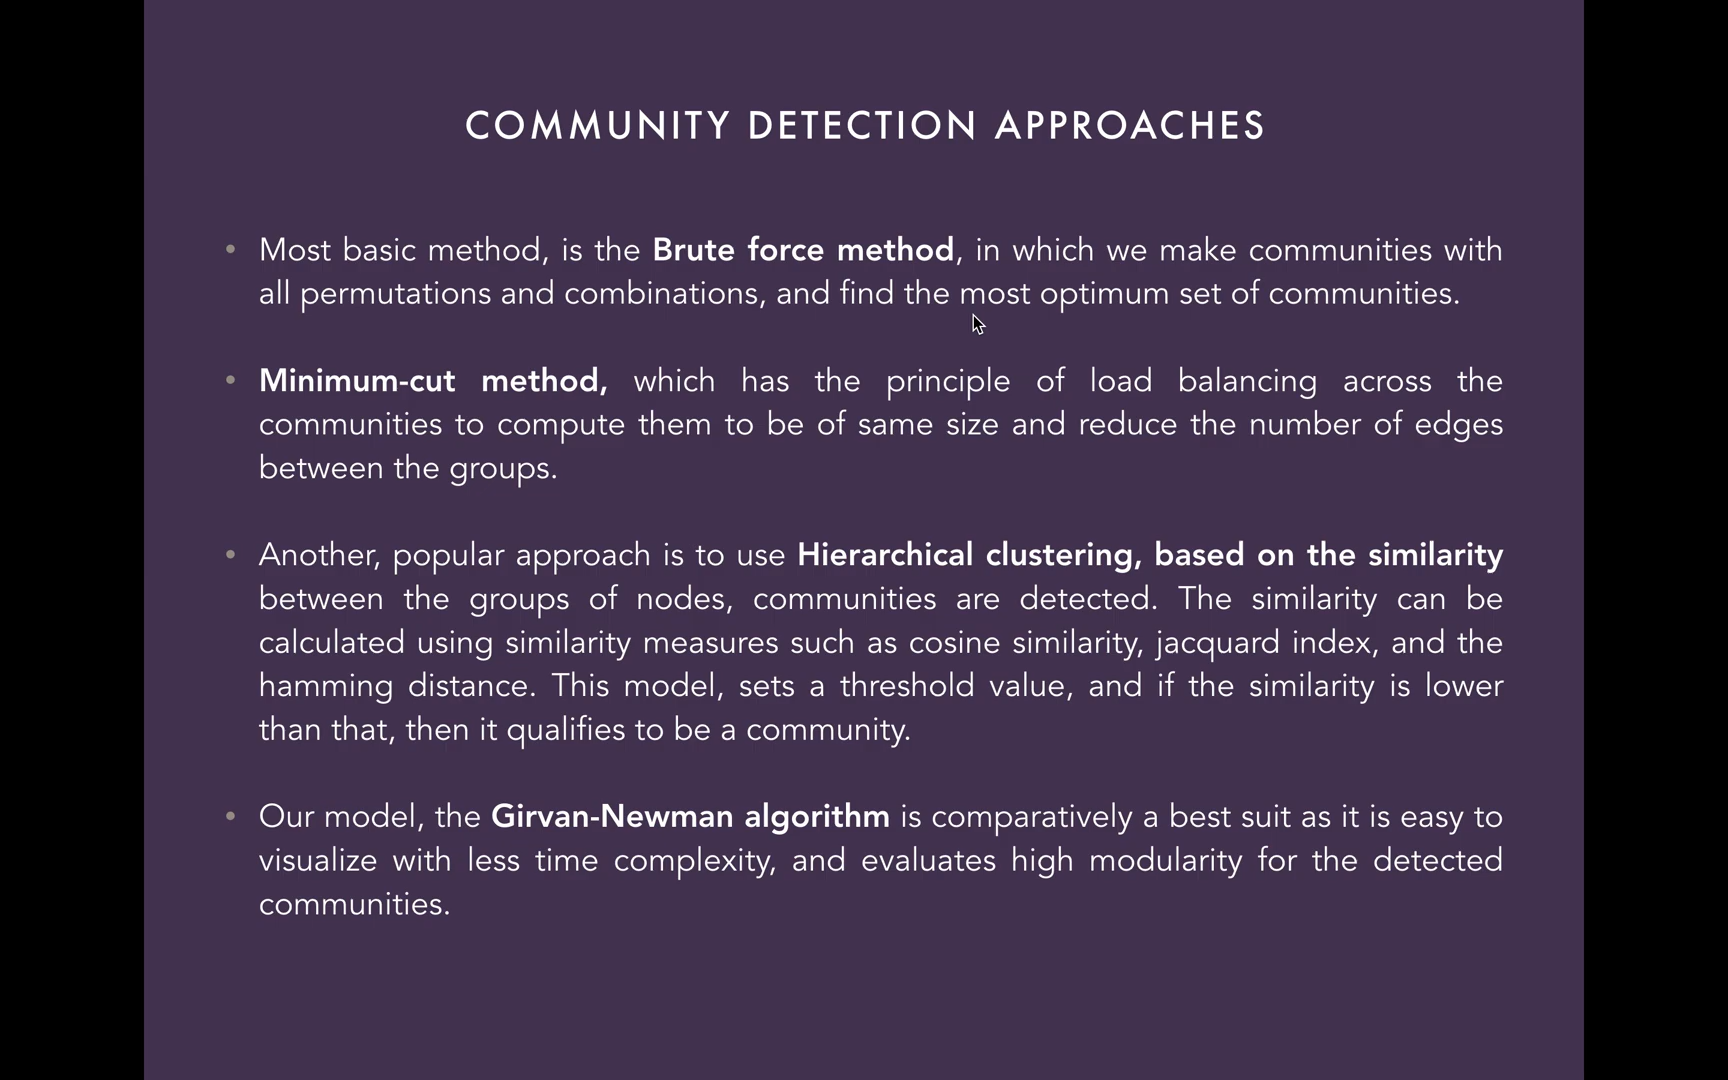 COMMUNITY DETECTION APPROACHES
• Most basic method, is the Brute force method, in which we make communities with
all permutations and combinations, and find the most optimum set of communities.
• Minimum-cut method, which has the principle of load balancing across the
communities to compute them to be of same size and reduce the number of edges
between the groups.
• Another, popular approach is to use Hierarchical clustering, based on the similarity
between the groups of nodes, communities are detected. The similarity can be
calculated using similarity measures such as cosine similarity, jacquard index, and the
hamming distance. This model, sets a threshold value, and if the similarity is lower
than that, then it qualifies to be a community.
• Our model, the Girvan-Newman algorithm is comparatively a best suit as it is easy to
visualize with less time complexity, and evaluates high modularity for the detected
communities.